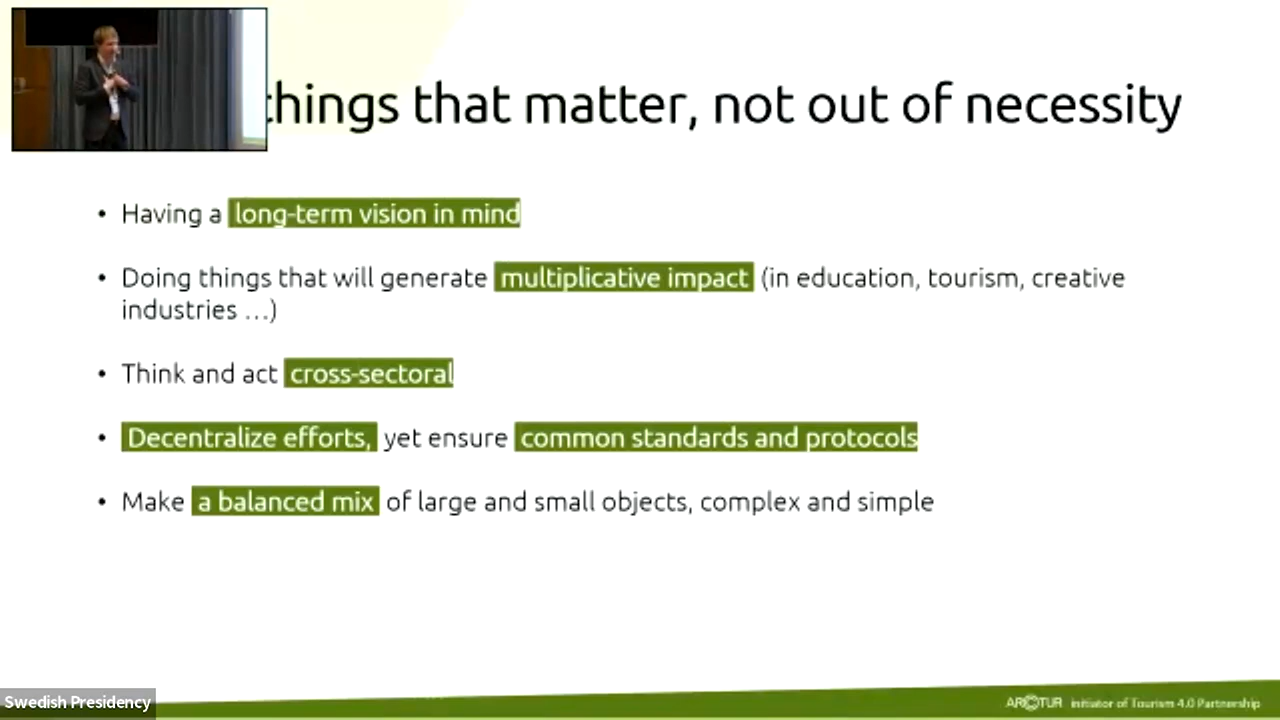 things that matter, not out of necessity
• Having a long-term vision in mind
• Doing things that will generate multiplicative impact (in education, tourism, creative
industries ...)
• Think and act cross-sectoral
• Decentralize efforts, yet ensure common standards and protocols
• Make a balanced mix of large and small objects, complex and simple
Swedish Presidency
ARCTUR initiator of Tourism 4.0 Partnership